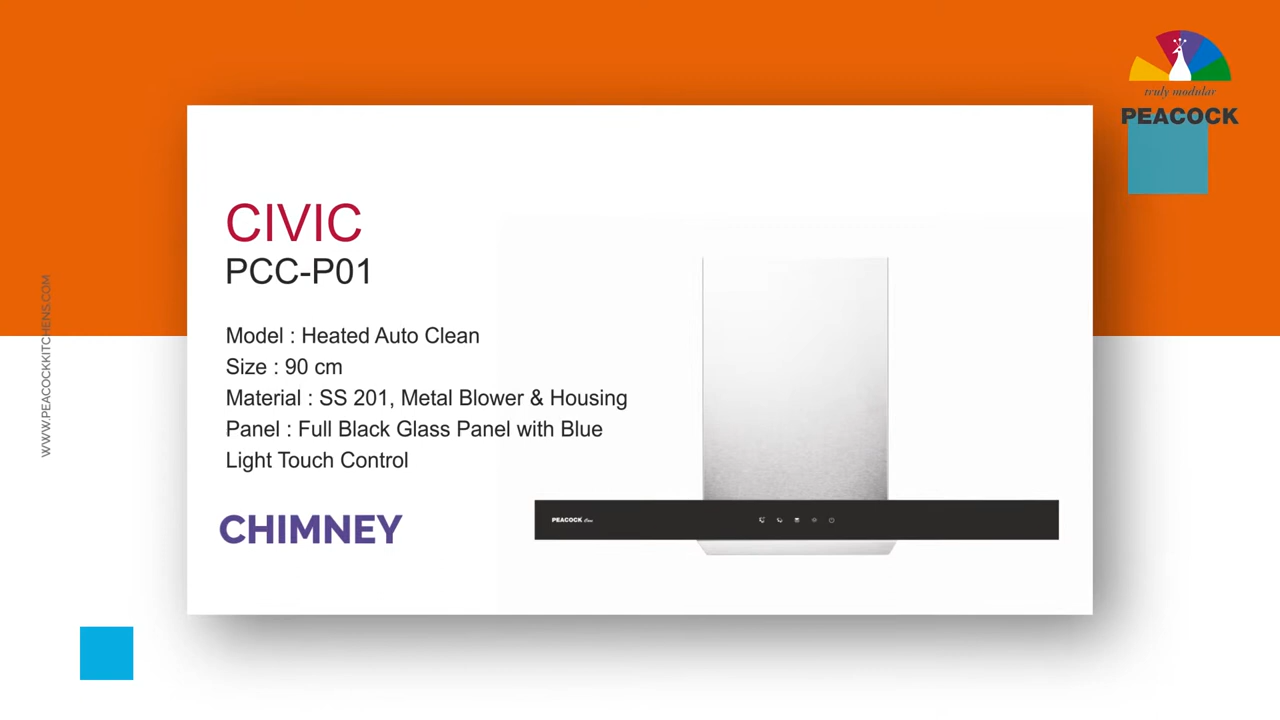 truly modular
PEACOCK
CIVIC
PCC-P01
Model : Heated Auto Clean
Size : 90 cm
Material : SS 201, Metal Blower & Housing
Panel : Full Black Glass Panel with Blue
Light Touch Control
CHIMNEY
PEACOCK
WWW.PEACOCKKITCHENS.COM